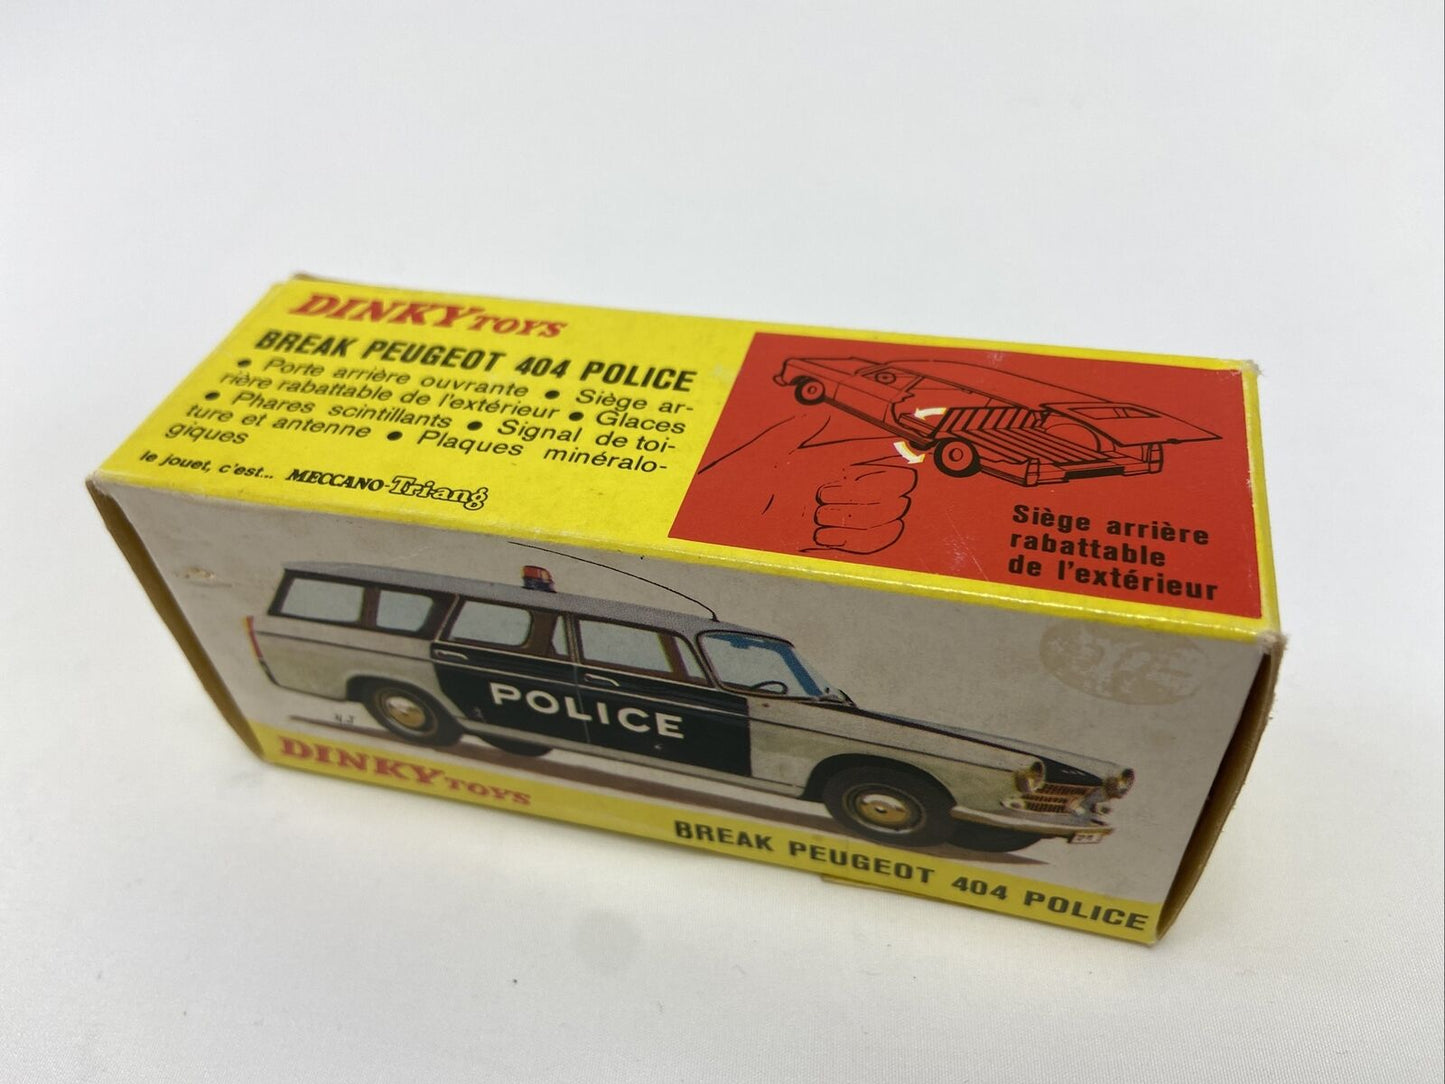 DINKY TOYS
BREAK PEUGEOT 404 POLICE
• Porte arrière ouvrante • Siège ar-
rière rabattable de l'extérieur • Glaces
• Phares scintillants • Signal de toi-
ture et antenne • Plaques minéralo-
giques
le jouet, c'est... MECCANO-Tri-ang
Siège arrière
rabattable
de l'extérieur
POLICE
DINKY TOYS
BREAK PEUGEOT 404 POLICE